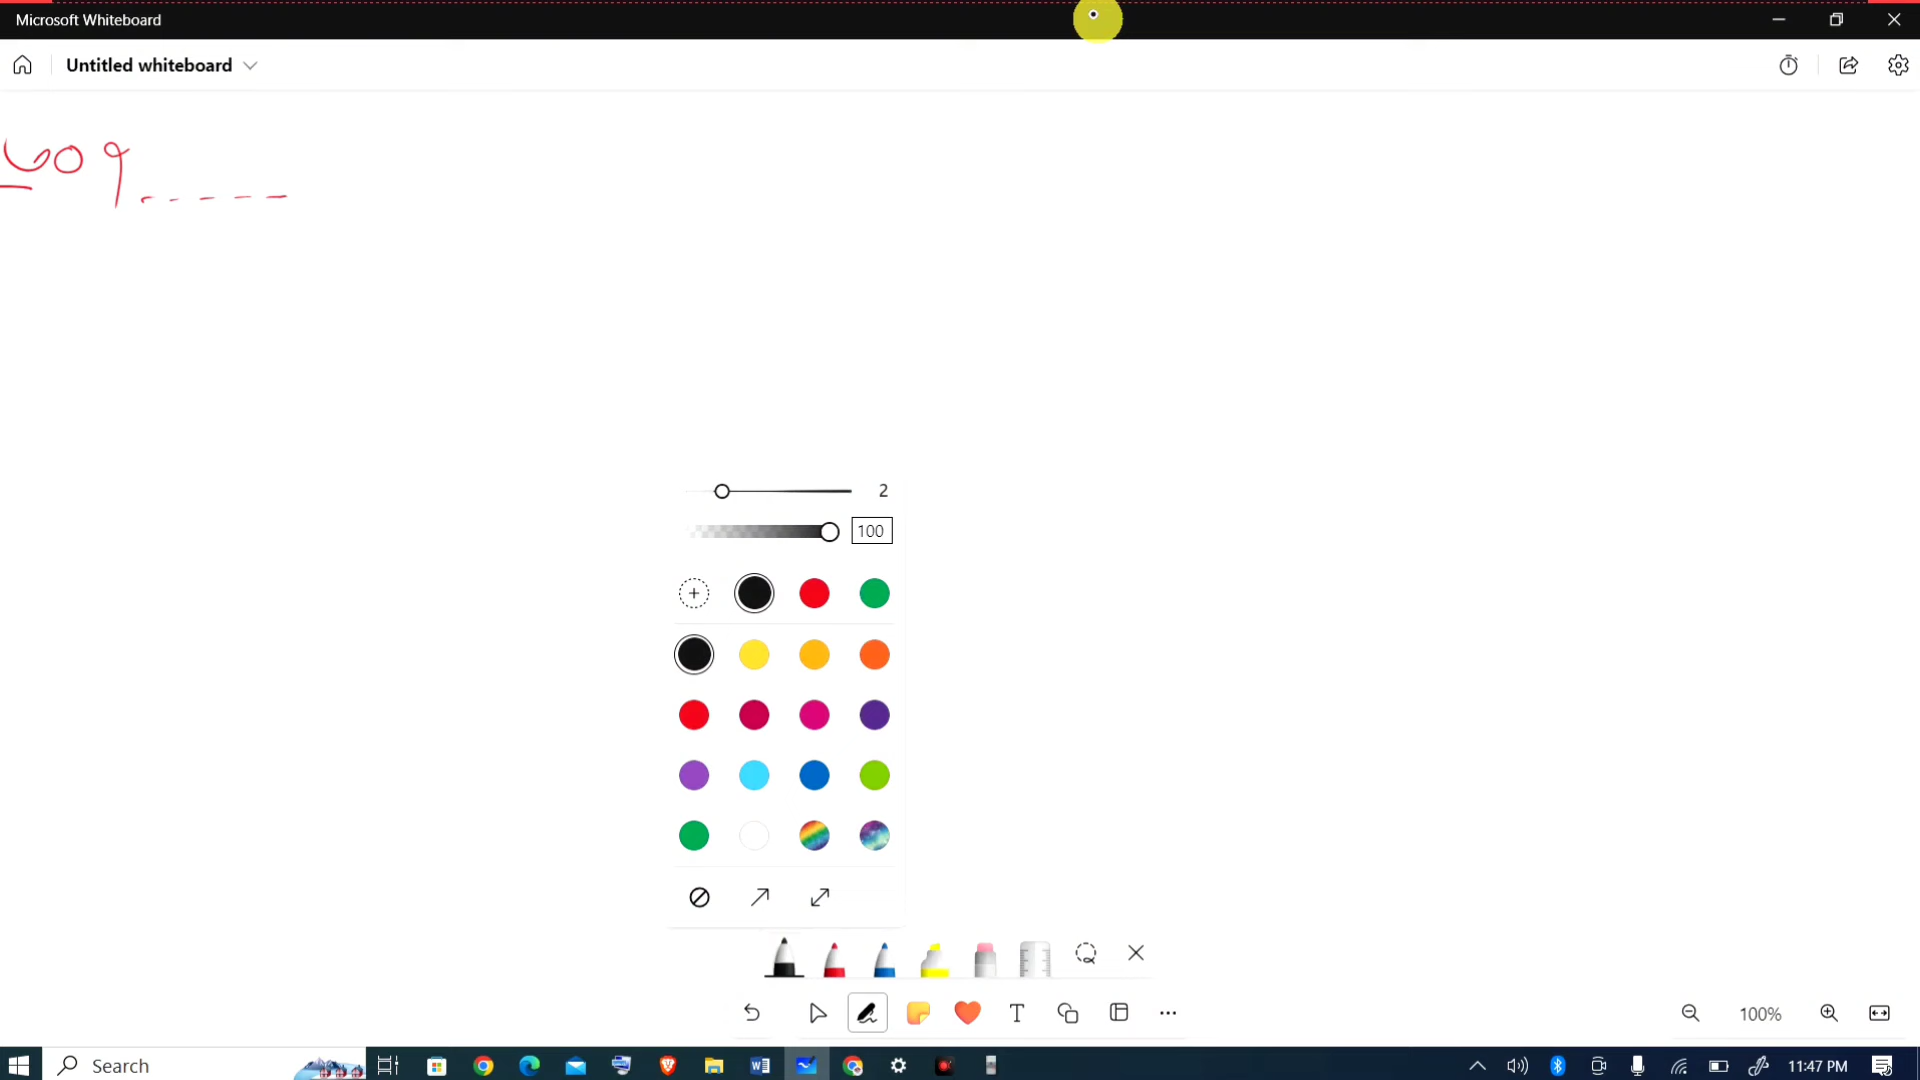 Microsoft Whiteboard
Untitled whiteboard
2
100
100%
Search
11:47 PM